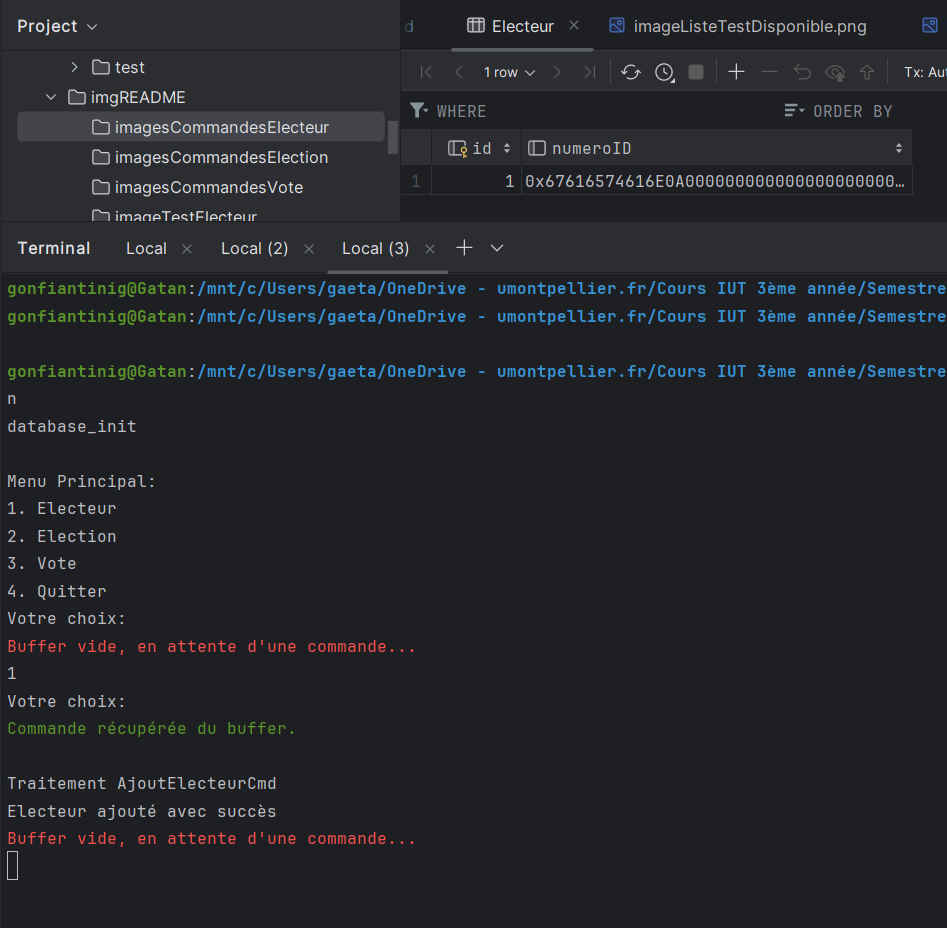 Project
test
imgREADME
imagesCommandesElecteur
imagesCommandesElection
imagesCommandesVote
imageTestElecteur
d
Electeur
imageListeTestDisponible.png
1 row
Tx: Aut
WHERE
ORDER BY
id
numeroID
1
1
0x67616574616E0A0000000000000000000000…
Terminal
Local
Local (2)
Local (3)
gonfiantinig@Gatan:/mnt/c/Users/gaeta/OneDrive - umontpellier.fr/Cours IUT 3ème année/Semestre
gonfiantinig@Gatan:/mnt/c/Users/gaeta/OneDrive - umontpellier.fr/Cours IUT 3ème année/Semestre
gonfiantinig@Gatan:/mnt/c/Users/gaeta/OneDrive - umontpellier.fr/Cours IUT 3ème année/Semestre
n
database_init
Menu Principal:
1. Electeur
2. Election
3. Vote
4. Quitter
Votre choix:
Buffer vide, en attente d'une commande...
1
Votre choix:
Commande récupérée du buffer.
Traitement AjoutElecteurCmd
Electeur ajouté avec succès
Buffer vide, en attente d'une commande...